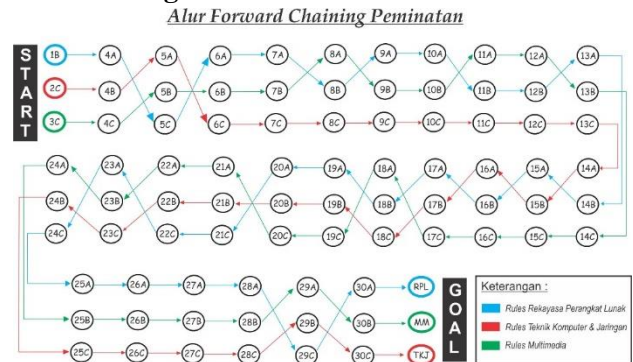 Alur Forward Chaining Peminatan
START
1B 4A 5A 6A 7A 8A 9A 10A 11A 12A 13A
2C 4B 5B 6B 7B 8B 9B 10B 11B 12B 13B
3C 4C 5C 6C 7C 8C 9C 10C 11C 12C 13C
24A 23A 22A 21A 20A 19A 18A 17A 16A 15A 14A
24B 23B 22B 21B 20B 19B 18B 17B 16B 15B 14B
24C 23C 22C 21C 20C 19C 18C 17C 16C 15C 14C
25A 26A 27A 28A 29A 30A RPL
25B 26B 27B 28B 29B 30B MM
25C 26C 27C 28C 29C 30C TKJ
GOAL
Keterangan :
Rules Rekayasa Perangkat Lunak
Rules Teknik Komputer & Jaringan
Rules Multimedia